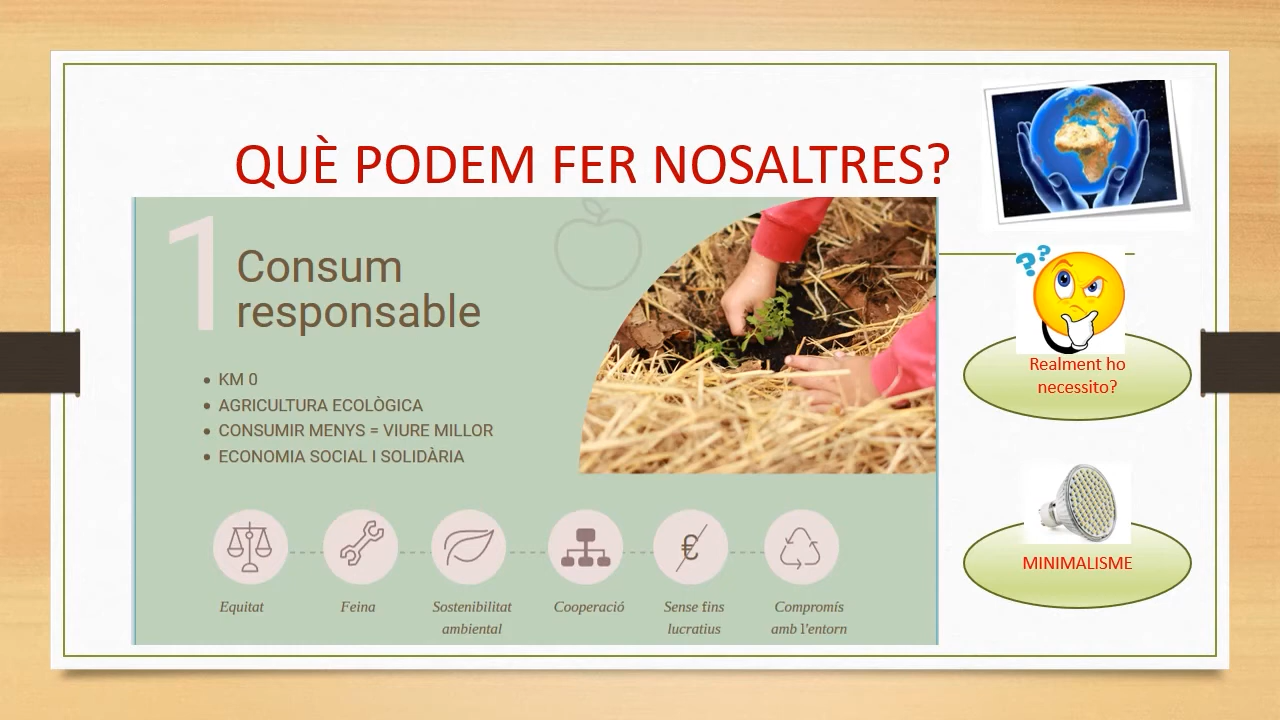 QUÈ PODEM FER NOSALTRES?
1
Consum
responsable
• KM 0
• AGRICULTURA ECOLÒGICA
• CONSUMIR MENYS = VIURE MILLOR
• ECONOMIA SOCIAL I SOLIDÀRIA
€
Equitat
Feina
Sostenibilitat
ambiental
Cooperació
Sense fins
lucratius
Compromís
amb l'entorn
??
Realment ho
necessito?
MINIMALISME